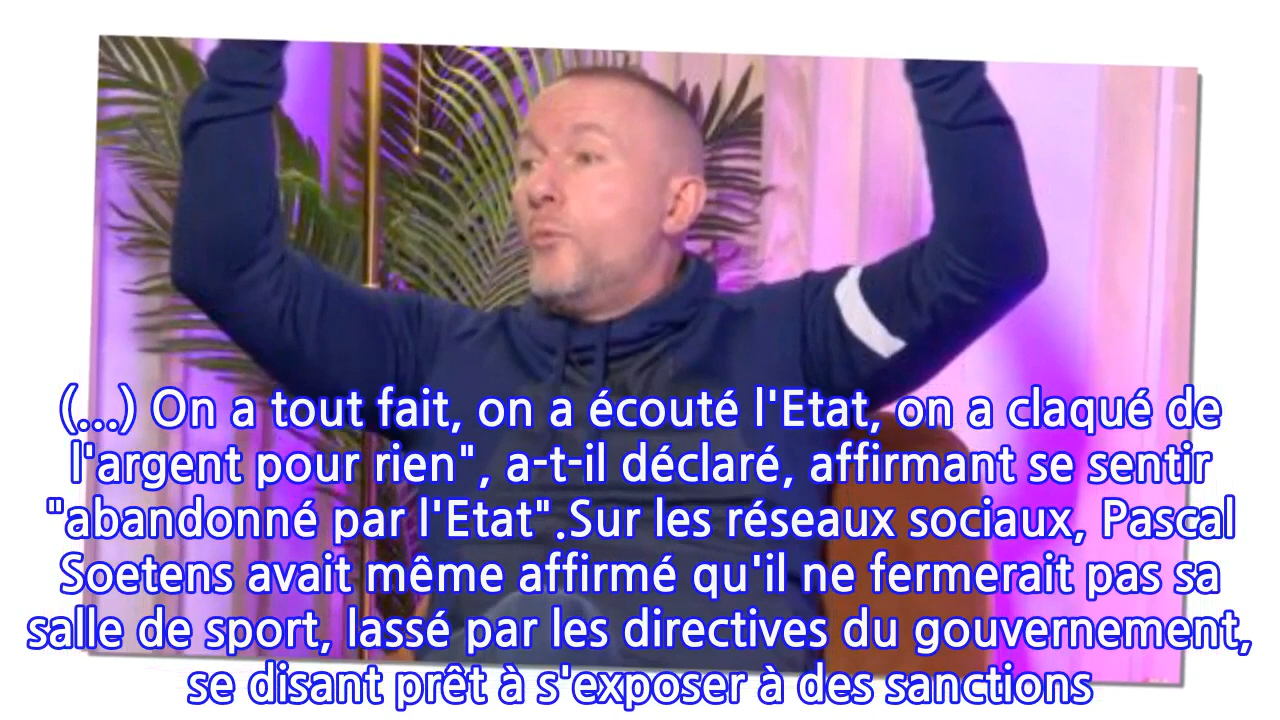 (...) On a tout fait, on a écouté l'Etat, on a claqué de
l'argent pour rien", a-t-il déclaré, affirmant se sentir
"abandonné par l'Etat".Sur les réseaux sociaux, Pascal
Soetens avait même affirmé qu'il ne fermerait pas sa
salle de sport, lassé par les directives du gouvernement,
se disant prêt à s'exposer à des sanctions